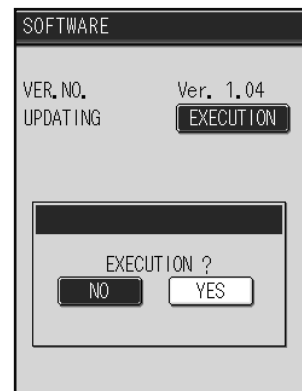 SOFTWARE
VER.NO. Ver. 1.04
UPDATING EXECUTION
EXECUTION ?
NO YES